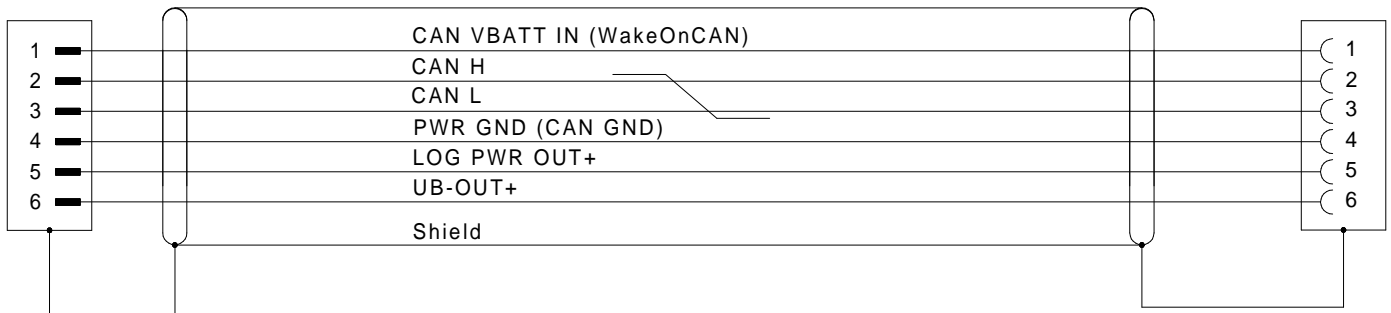 CAN VBATT IN (WakeOnCAN)
1 1
CAN H
2 2
CAN L
3 3
PWR GND (CAN GND)
4 4
LOG PWR OUT+
5 5
UB-OUT+
6 6
Shield